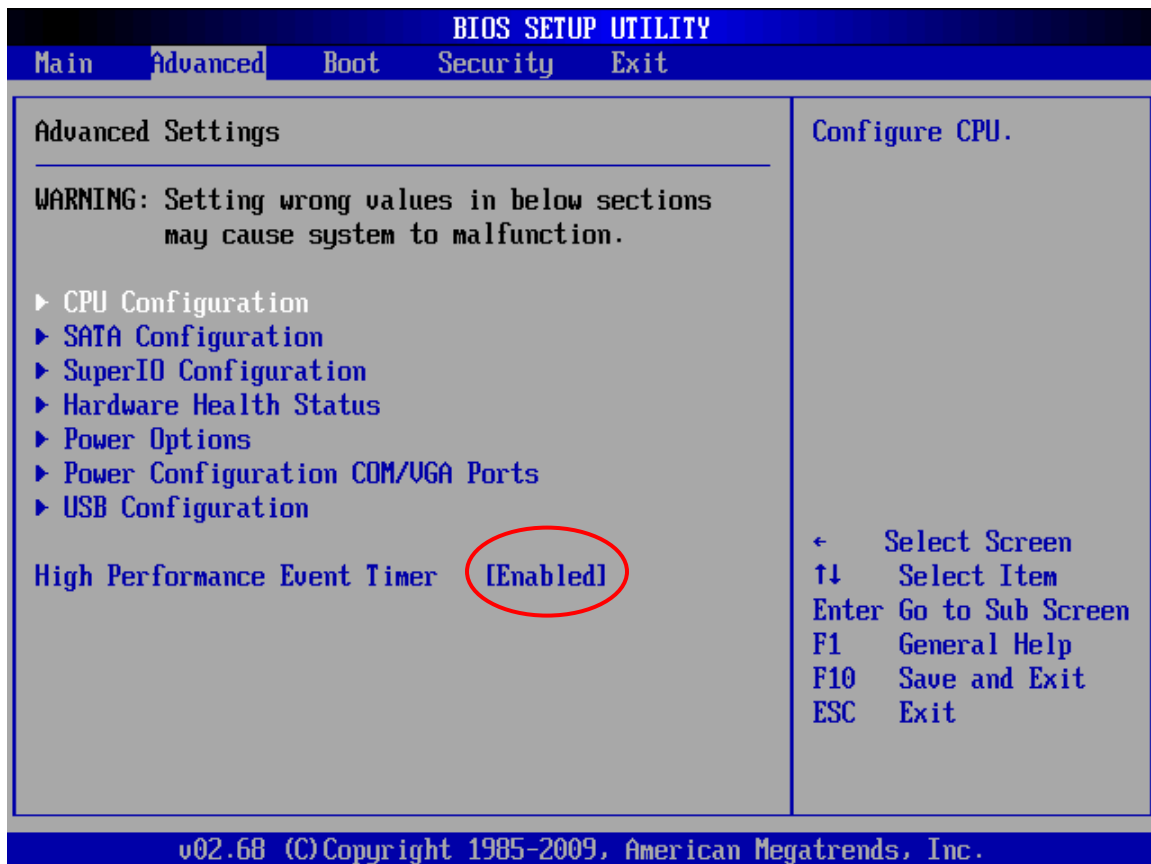 BIOS SETUP UTILITY
Main Advanced Boot Security Exit
Advanced Settings
WARNING: Setting wrong values in below sections
may cause system to malfunction.
CPU Configuration
SATA Configuration
SuperIO Configuration
Hardware Health Status
Power Options
Power Configuration COM/VGA Ports
USB Configuration
High Performance Event Timer [Enabled]
Configure CPU.
← Select Screen
↑↓ Select Item
Enter Go to Sub Screen
F1 General Help
F10 Save and Exit
ESC Exit
v02.68 (C)Copyright 1985-2009, American Megatrends, Inc.